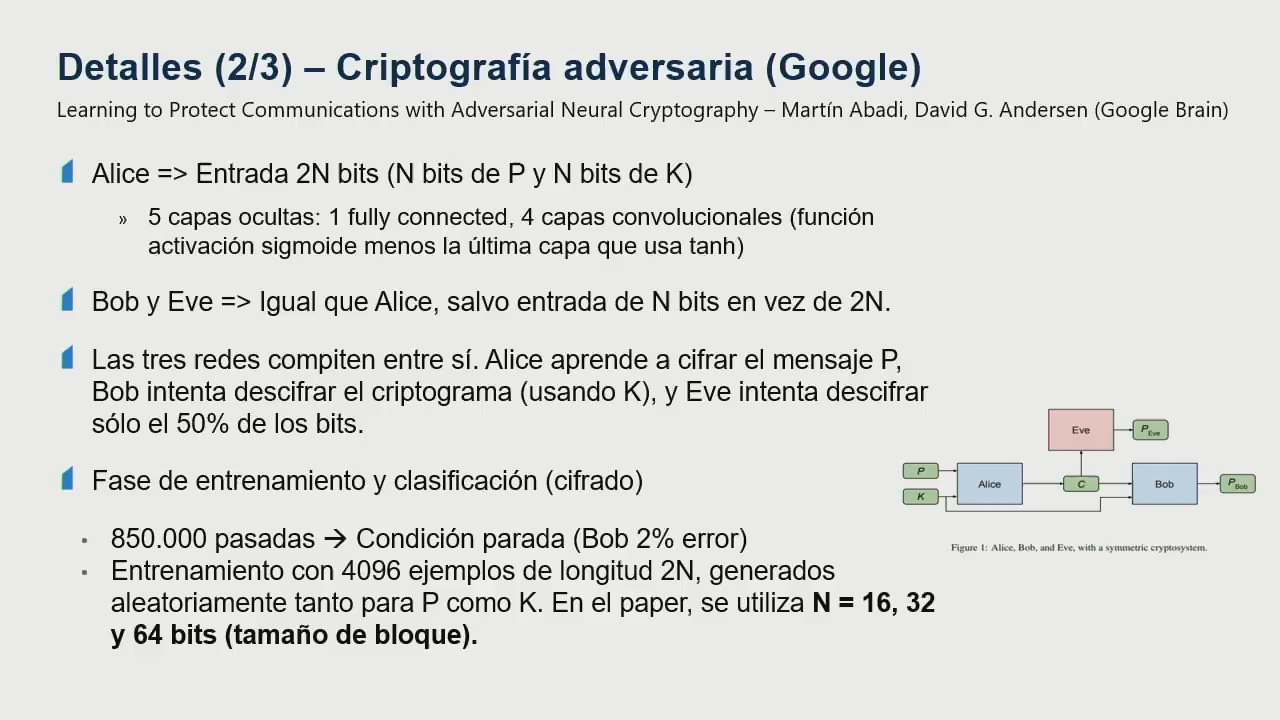 Detalles (2/3) – Criptografía adversaria (Google)
Learning to Protect Communications with Adversarial Neural Cryptography – Martín Abadi, David G. Andersen (Google Brain)
Alice => Entrada 2N bits (N bits de P y N bits de K)
» 5 capas ocultas: 1 fully connected, 4 capas convolucionales (función
activación sigmoide menos la última capa que usa tanh)
Bob y Eve => Igual que Alice, salvo entrada de N bits en vez de 2N.
Las tres redes compiten entre sí. Alice aprende a cifrar el mensaje P,
Bob intenta descifrar el criptograma (usando K), y Eve intenta descifrar
sólo el 50% de los bits.
Fase de entrenamiento y clasificación (cifrado)
• 850.000 pasadas → Condición parada (Bob 2% error)
• Entrenamiento con 4096 ejemplos de longitud 2N, generados
aleatoriamente tanto para P como K. En el paper, se utiliza N = 16, 32
y 64 bits (tamaño de bloque).
Eve
P_Eve
P
Alice
C
Bob
P_Bob
K
Figure 1: Alice, Bob, and Eve, with a symmetric cryptosystem.